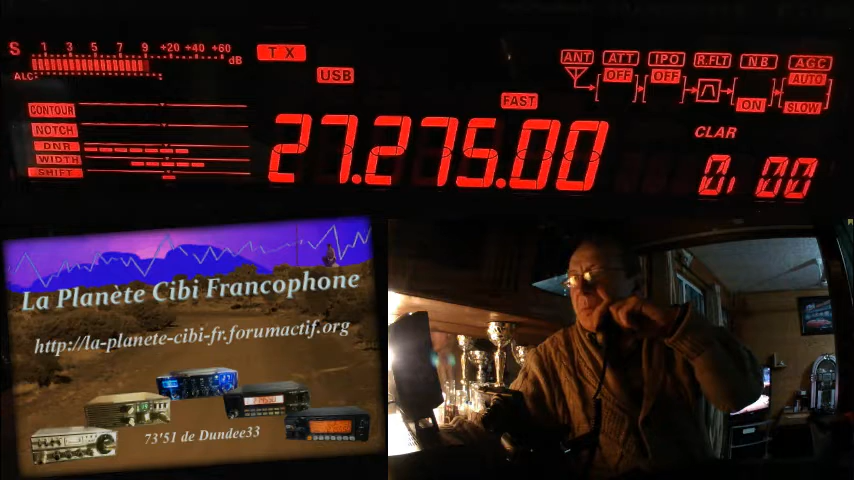 S 1 3 5 7 9 +20 +40 +60 dB
ALC
TX
USB
ANT ATT IPO R.FLT NB AGC
OFF OFF AUTO
ON SLOW
FAST
CONTOUR
NOTCH
DNR
WIDTH
SHIFT
27.275.00
CLAR
0.00
La Planète Cibi Francophone
http://la-planete-cibi-fr.forumactif.org
73'51 de Dundee33